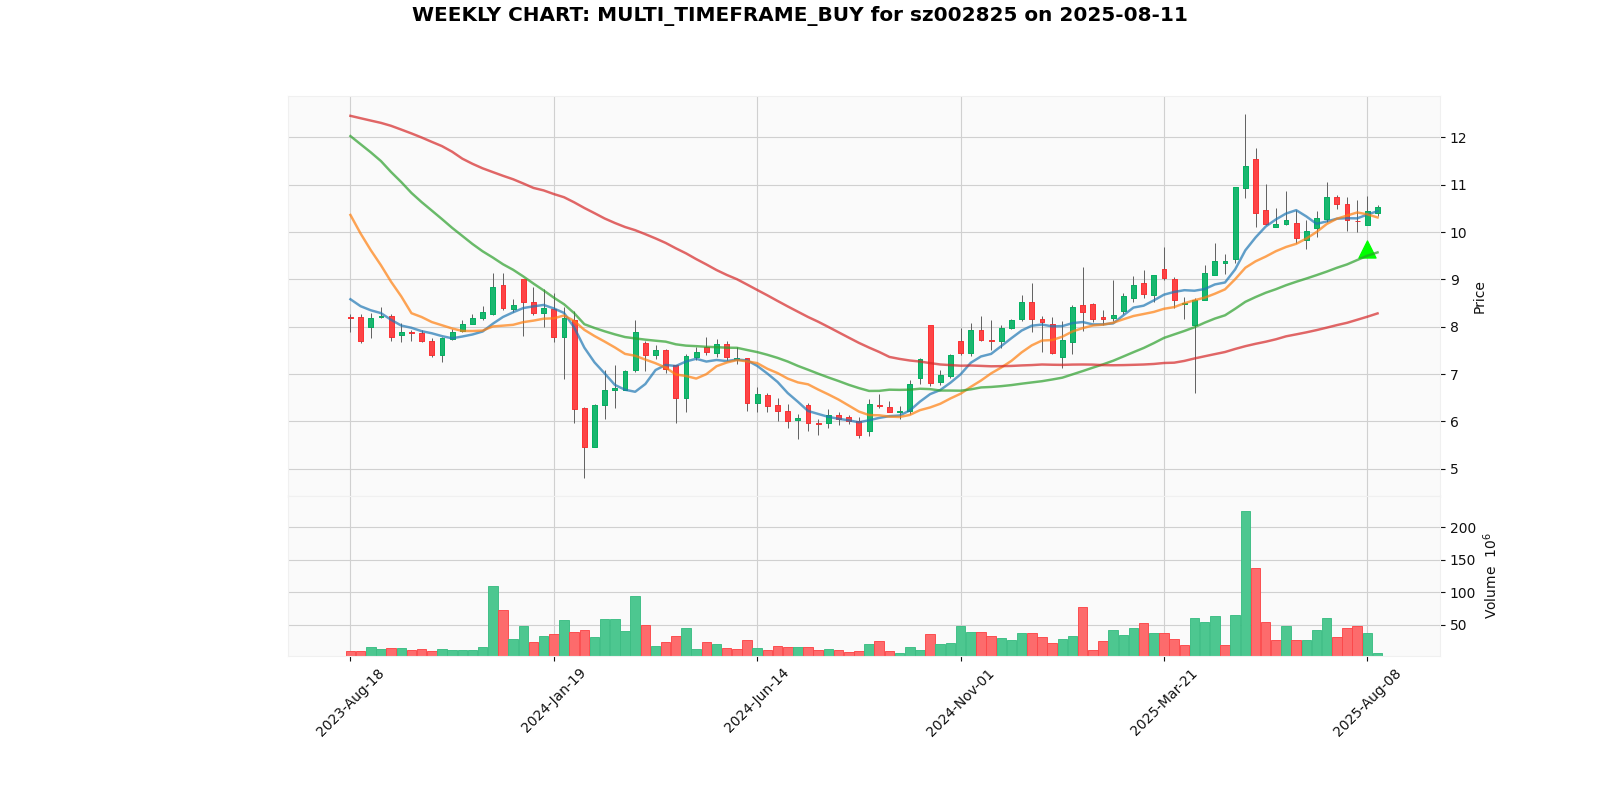 WEEKLY CHART: MULTI_TIMEFRAME_BUY for sz002825 on 2025-08-11
12
11
10
9
8
7
6
5
Price
200
150
100
50
Volume 10^6
2023-Aug-18
2024-Jan-19
2024-Jun-14
2024-Nov-01
2025-Mar-21
2025-Aug-08